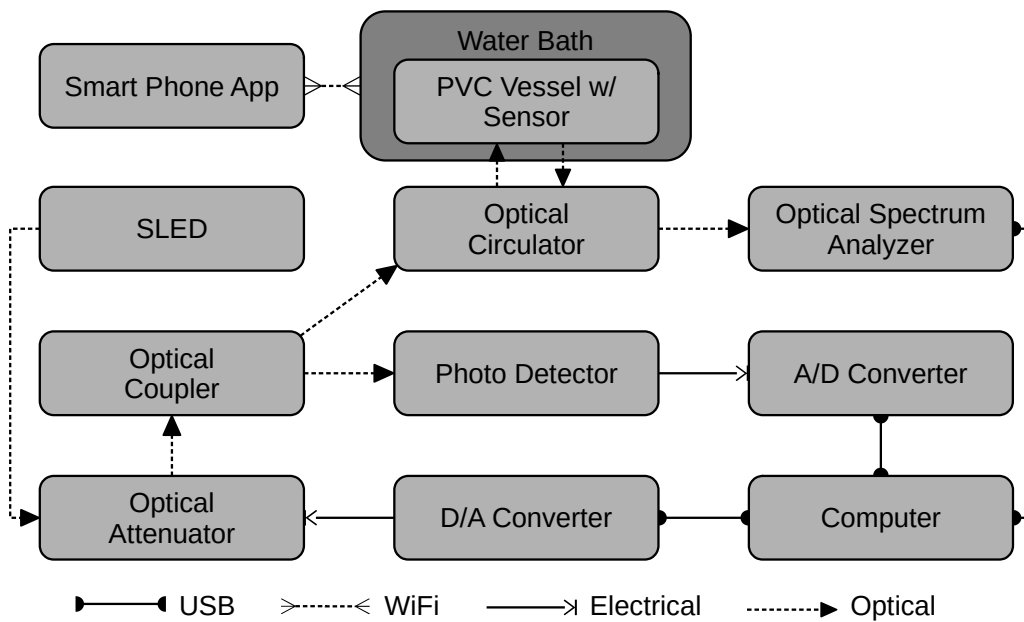 Water Bath
Smart Phone App
PVC Vessel w/
Sensor
SLED
Optical
Circulator
Optical Spectrum
Analyzer
Optical
Coupler
Photo Detector
A/D Converter
Optical
Attenuator
D/A Converter
Computer
USB
WiFi
Electrical
Optical